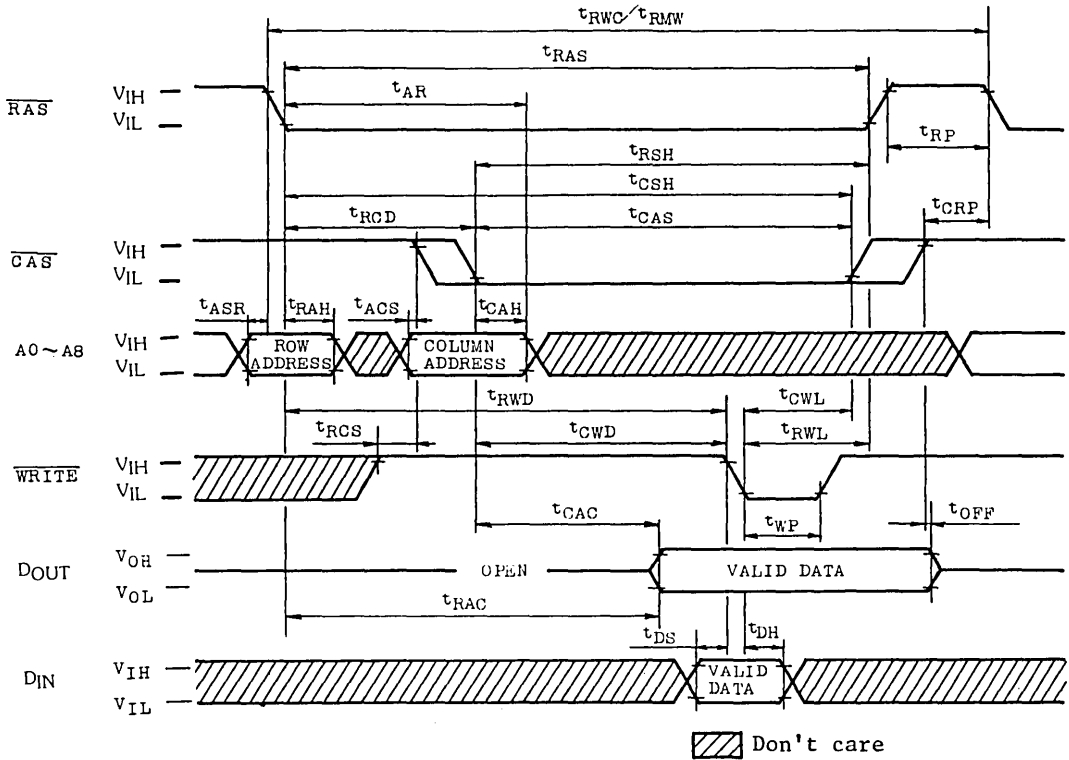 tRWC/tRMW
tRAS
tAR
RAS
VIH
VIL
tRP
tRSH
tCSH
tRCD
tCAS
tCRP
CAS
VIH
VIL
tASR
tRAH
tACS
tCAH
A0~A8
VIH
VIL
ROW
ADDRESS
COLUMN
ADDRESS
tRWD
tCWL
tRCS
tCWD
tRWL
WRITE
VIH
VIL
tCAC
tWP
tOFF
DOUT
VOH
VOL
OPEN
VALID DATA
tRAC
tDS
tDH
DIN
VIH
VIL
VALID
DATA
Don't care